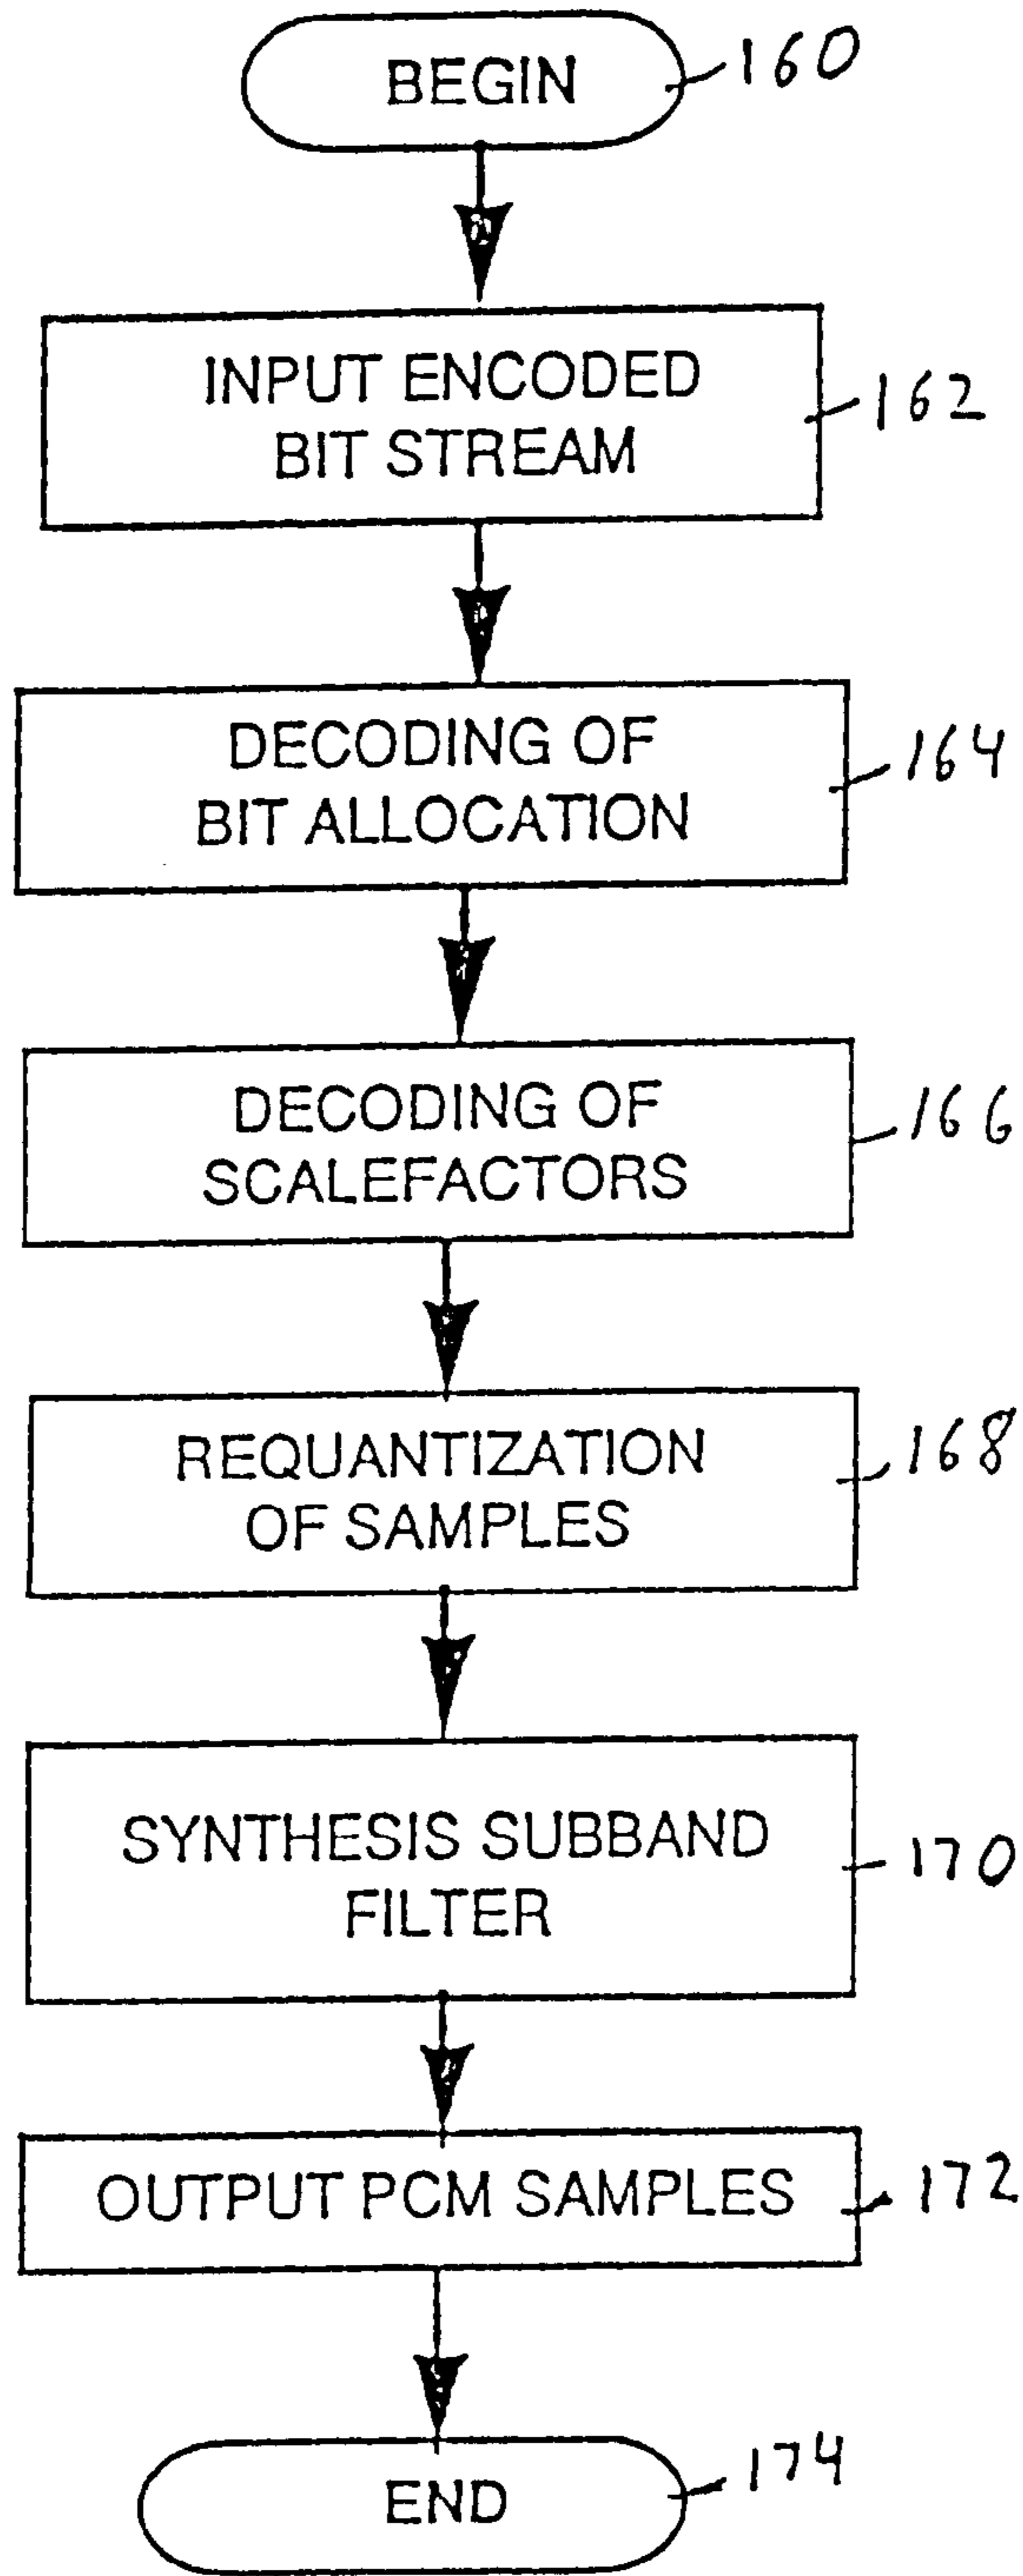 BEGIN
160
INPUT ENCODED
BIT STREAM
162
DECODING OF
BIT ALLOCATION
164
DECODING OF
SCALEFACTORS
166
REQUANTIZATION
OF SAMPLES
168
SYNTHESIS SUBBAND
FILTER
170
OUTPUT PCM SAMPLES
172
END
174